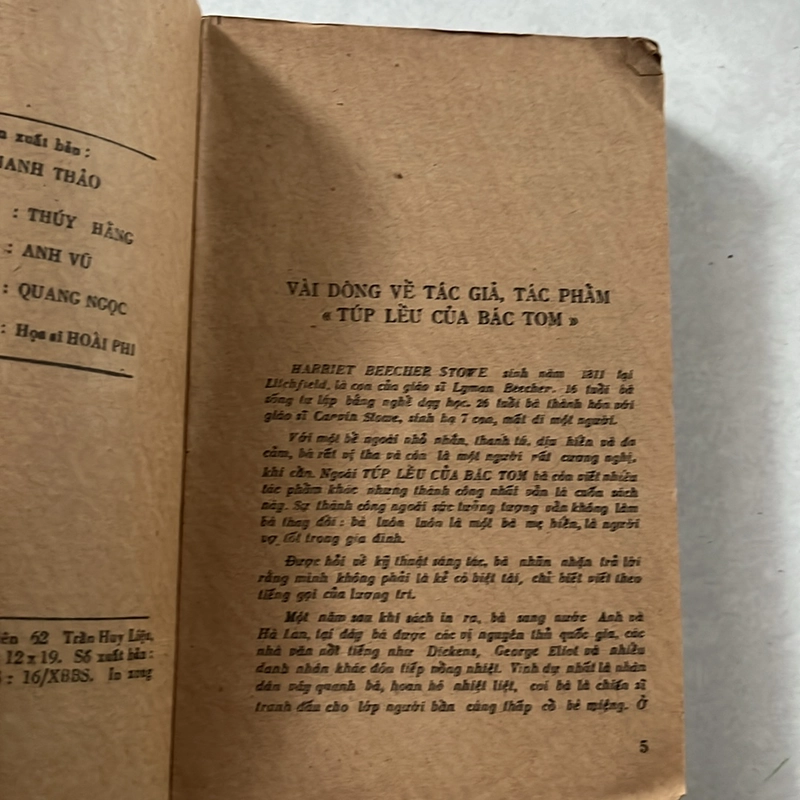 xuất bản :
THẢO
: THÚY HẰNG
: ANH VŨ
: QUANG NGỌC
: Họa sĩ HOÀI PHI
62 Trần Huy Liệu,
12 x 19. Số xuất bản :
: 16/XBBS. In xong
VÀI DÒNG VỀ TÁC GIẢ, TÁC PHẨM
« TÚP LỀU CỦA BÁC TOM »
HARRIET BEECHER STOWE sinh năm 1811 tại
Litchfield, là con của giáo sĩ Lyman Beecher. 16 tuổi bà
sống tự lập bằng nghề dạy học. 26 tuổi bà thành hôn với
giáo sĩ Carvin Stowe, sinh hạ 7 con, mất đi một người.
Với một bề ngoài nhỏ nhắn, thanh tú, dịu hiền và đa
cảm, bà rất vị tha và còn là một người rất cương nghị,
khi cần. Ngoài TÚP LỀU CỦA BÁC TOM bà còn viết nhiều
tác phẩm khác nhưng thành công nhất vẫn là cuốn sách
này. Sự thành công ngoài sức tưởng tượng vẫn không làm
bà thay đổi : bà luôn luôn là một bà mẹ hiền, là người
vợ tốt trong gia đình.
Được hỏi về kỹ thuật sáng tác, bà nhũn nhặn trả lời
rằng mình không phải là kẻ có biệt tài, chỉ biết viết theo
tiếng gọi của lương tri.
Một năm sau khi sách in ra, bà sang nước Anh và
Hà Lan, tại đây bà được các vị nguyên thủ quốc gia, các
nhà văn nổi tiếng như Dickens, George Eliot và nhiều
danh nhân khác đón tiếp nồng nhiệt. Vinh dự nhất là nhân
dân vây quanh bà, hoan hô nhiệt liệt, coi bà là chiến sĩ
tranh đấu cho lớp người bần cùng thấp cổ bé miệng. Ở
5